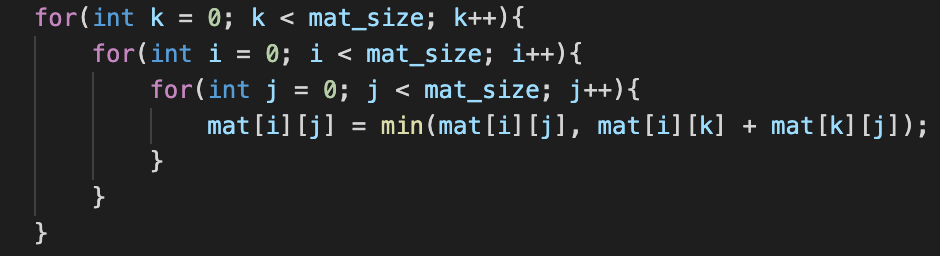 for(int k = 0; k < mat_size; k++){
    for(int i = 0; i < mat_size; i++){
        for(int j = 0; j < mat_size; j++){
            mat[i][j] = min(mat[i][j], mat[i][k] + mat[k][j]);
        }
    }
}